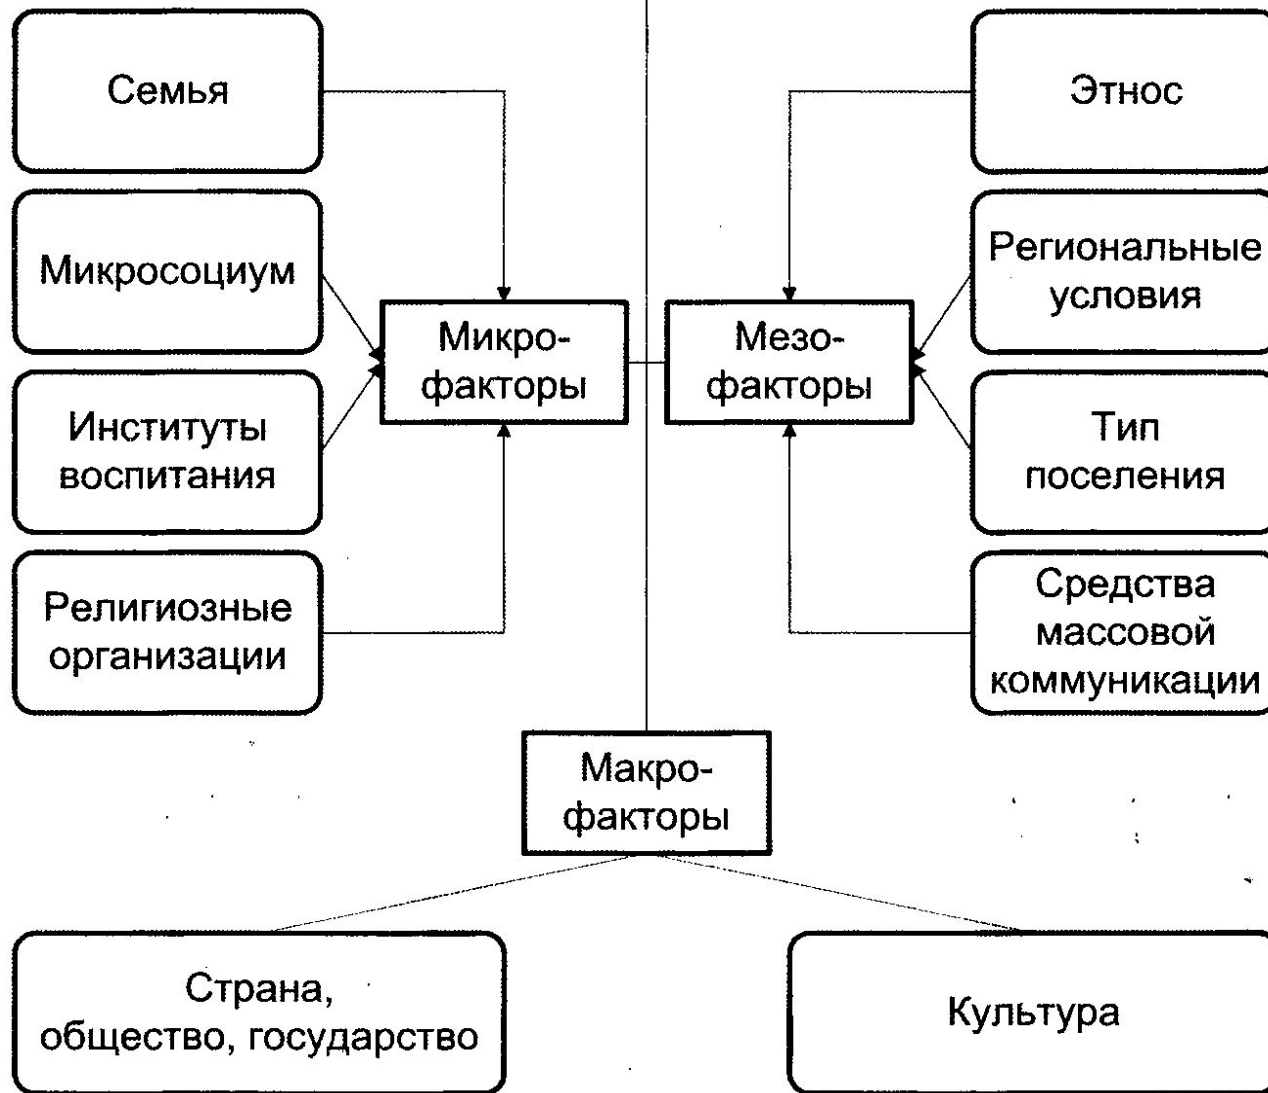 Семья
Этнос
Микросоциум
Региональные
условия
Микро-
факторы
Мезо-
факторы
Институты
воспитания
Тип
поселения
Религиозные
организации
Средства
массовой
коммуникации
Макро-
факторы
Страна,
общество, государство
Культура